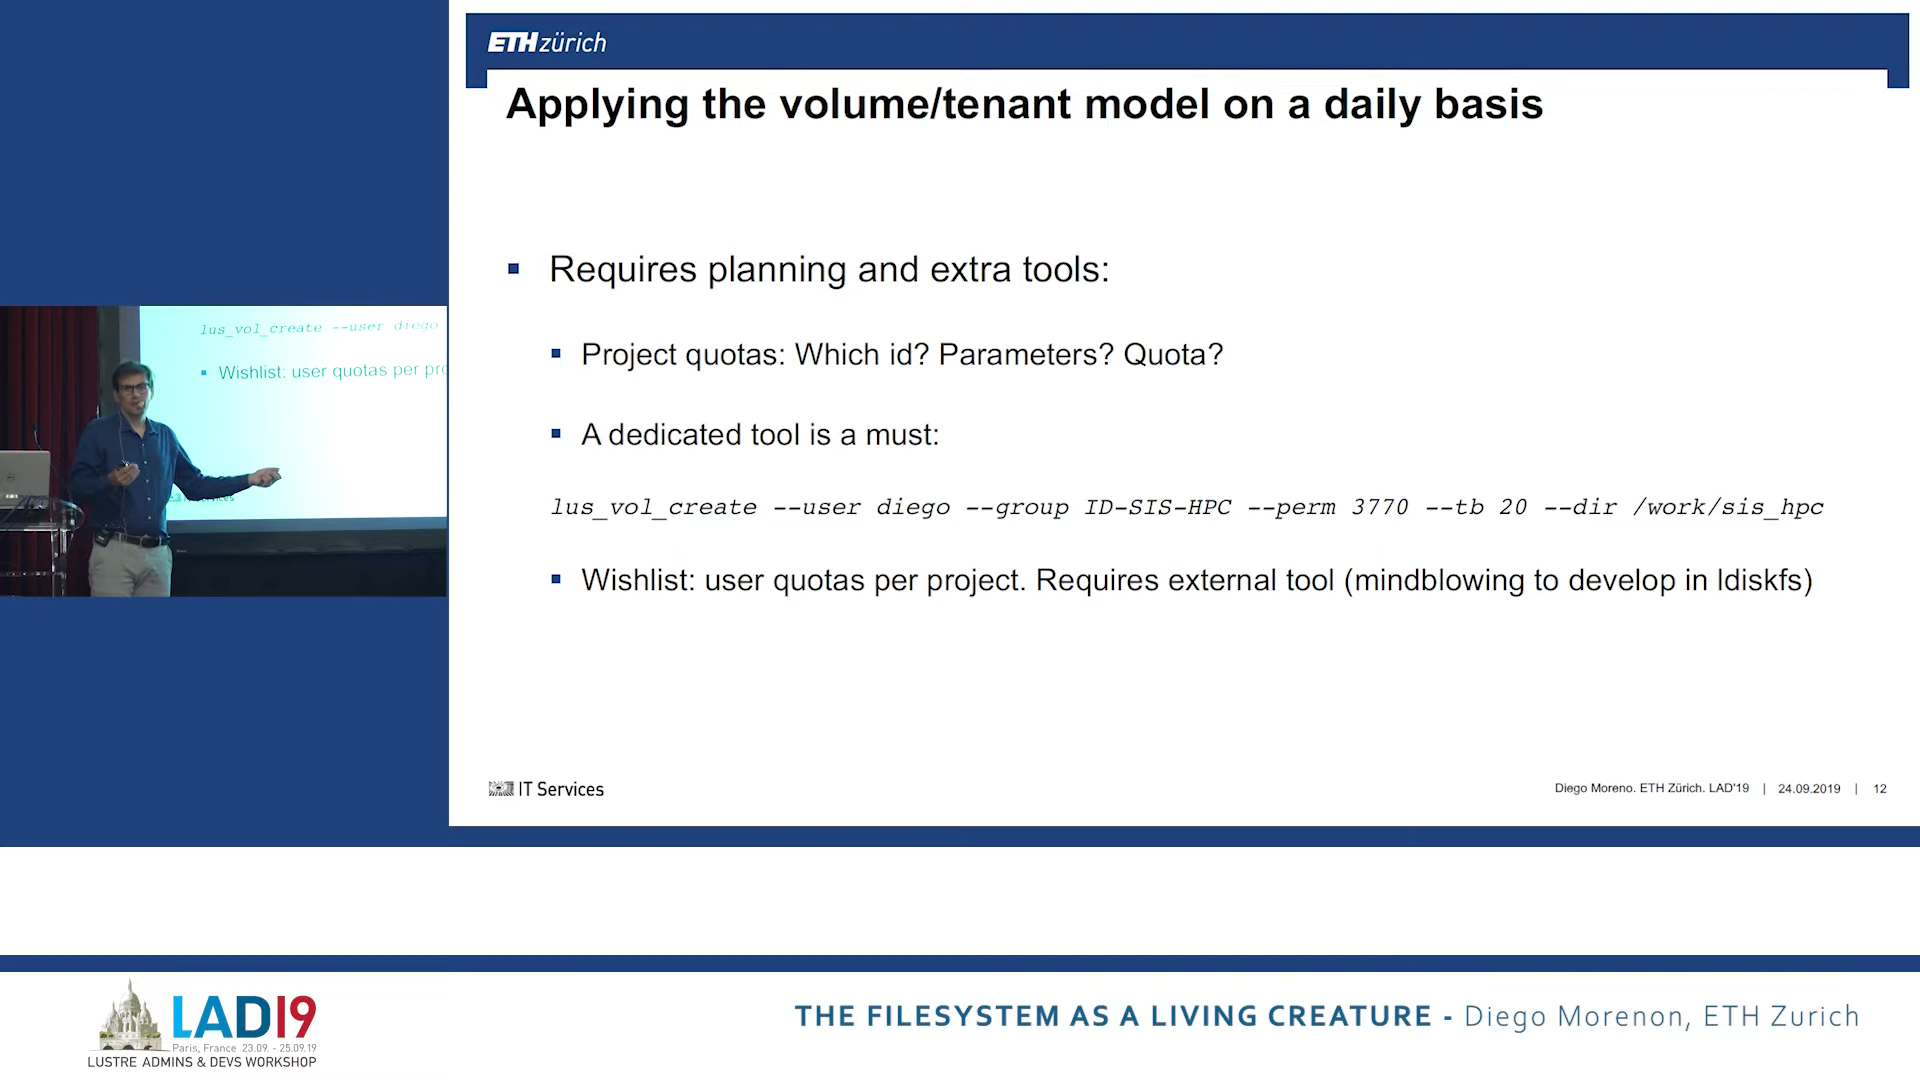 ETH zürich
Applying the volume/tenant model on a daily basis
Requires planning and extra tools:
Project quotas: Which id? Parameters? Quota?
A dedicated tool is a must:
lus_vol_create --user diego --group ID-SIS-HPC --perm 3770 --tb 20 --dir /work/sis_hpc
Wishlist: user quotas per project. Requires external tool (mindblowing to develop in ldiskfs)
IT Services
Diego Moreno. ETH Zürich. LAD'19 | 24.09.2019 | 12
lus_vol_create --user diego
Wishlist: user quotas per pro
LAD19
Paris, France 23.09. - 25.09.19
LUSTRE ADMINS & DEVS WORKSHOP
THE FILESYSTEM AS A LIVING CREATURE - Diego Morenon, ETH Zurich